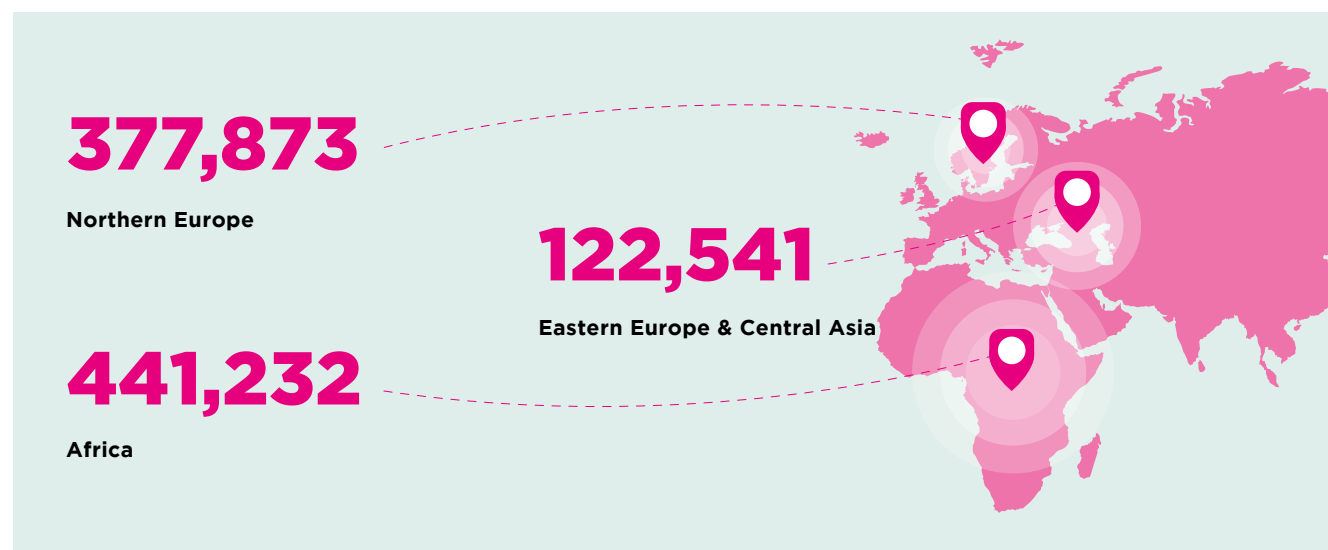 377,873
Northern Europe
122,541
Eastern Europe & Central Asia
441,232
Africa